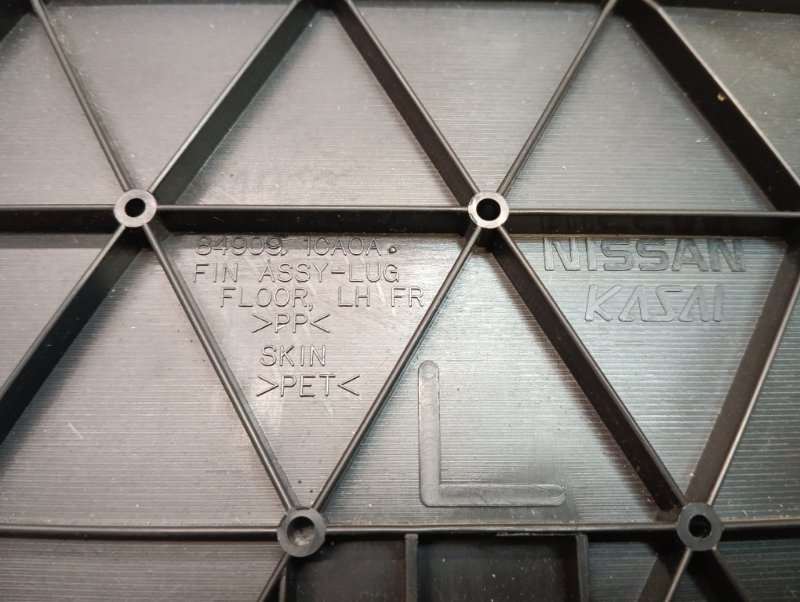 84909 1CA0A
FIN ASSY-LUG
FLOOR, LH FR
>PP<
SKIN
>PET<
NISSAN
KASAI
L